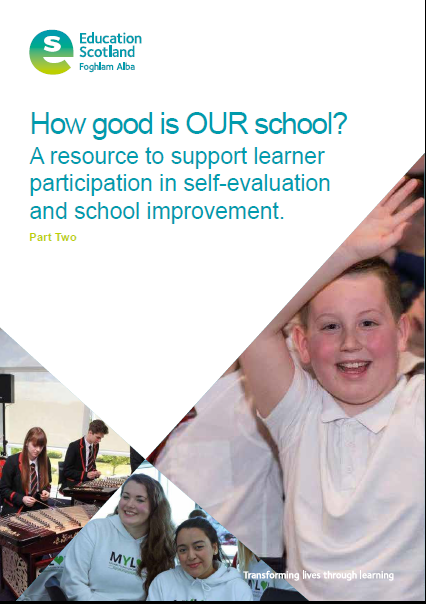 Education
Scotland
Foghlam Alba
How good is OUR school?
A resource to support learner
participation in self-evaluation
and school improvement.
Part Two
MYL
Transforming lives through learning